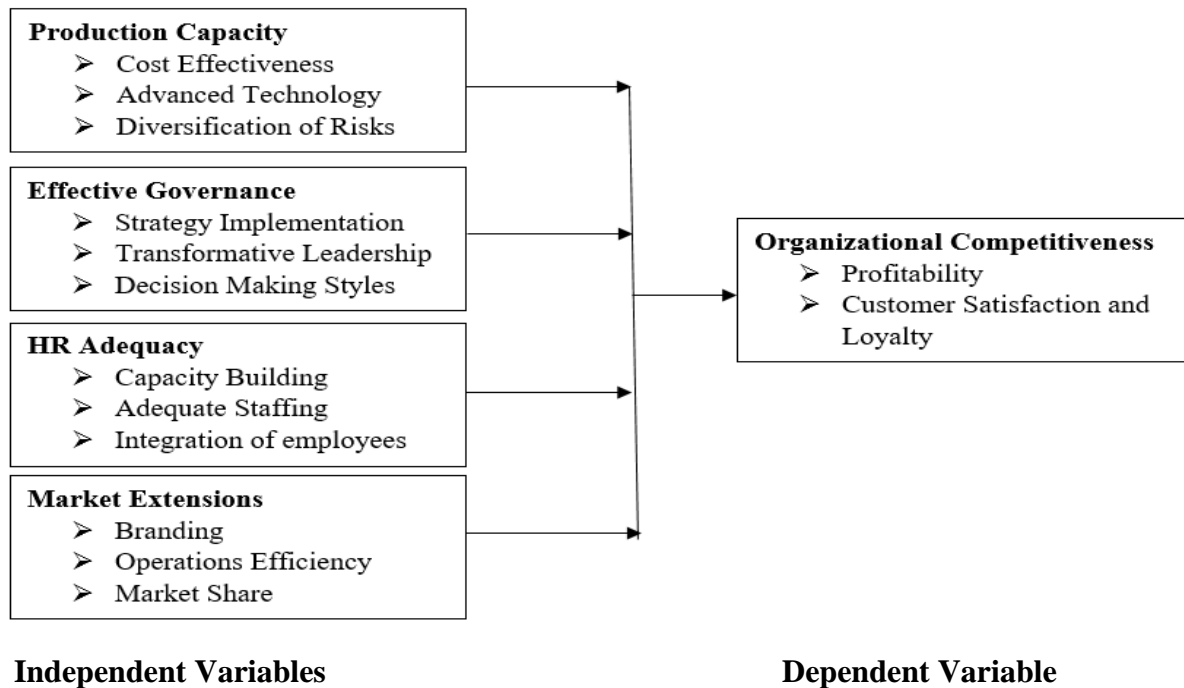 Production Capacity
➢ Cost Effectiveness
➢ Advanced Technology
➢ Diversification of Risks
Effective Governance
➢ Strategy Implementation
➢ Transformative Leadership
➢ Decision Making Styles
HR Adequacy
➢ Capacity Building
➢ Adequate Staffing
➢ Integration of employees
Market Extensions
➢ Branding
➢ Operations Efficiency
➢ Market Share
Organizational Competitiveness
➢ Profitability
➢ Customer Satisfaction and
Loyalty
Independent Variables
Dependent Variable